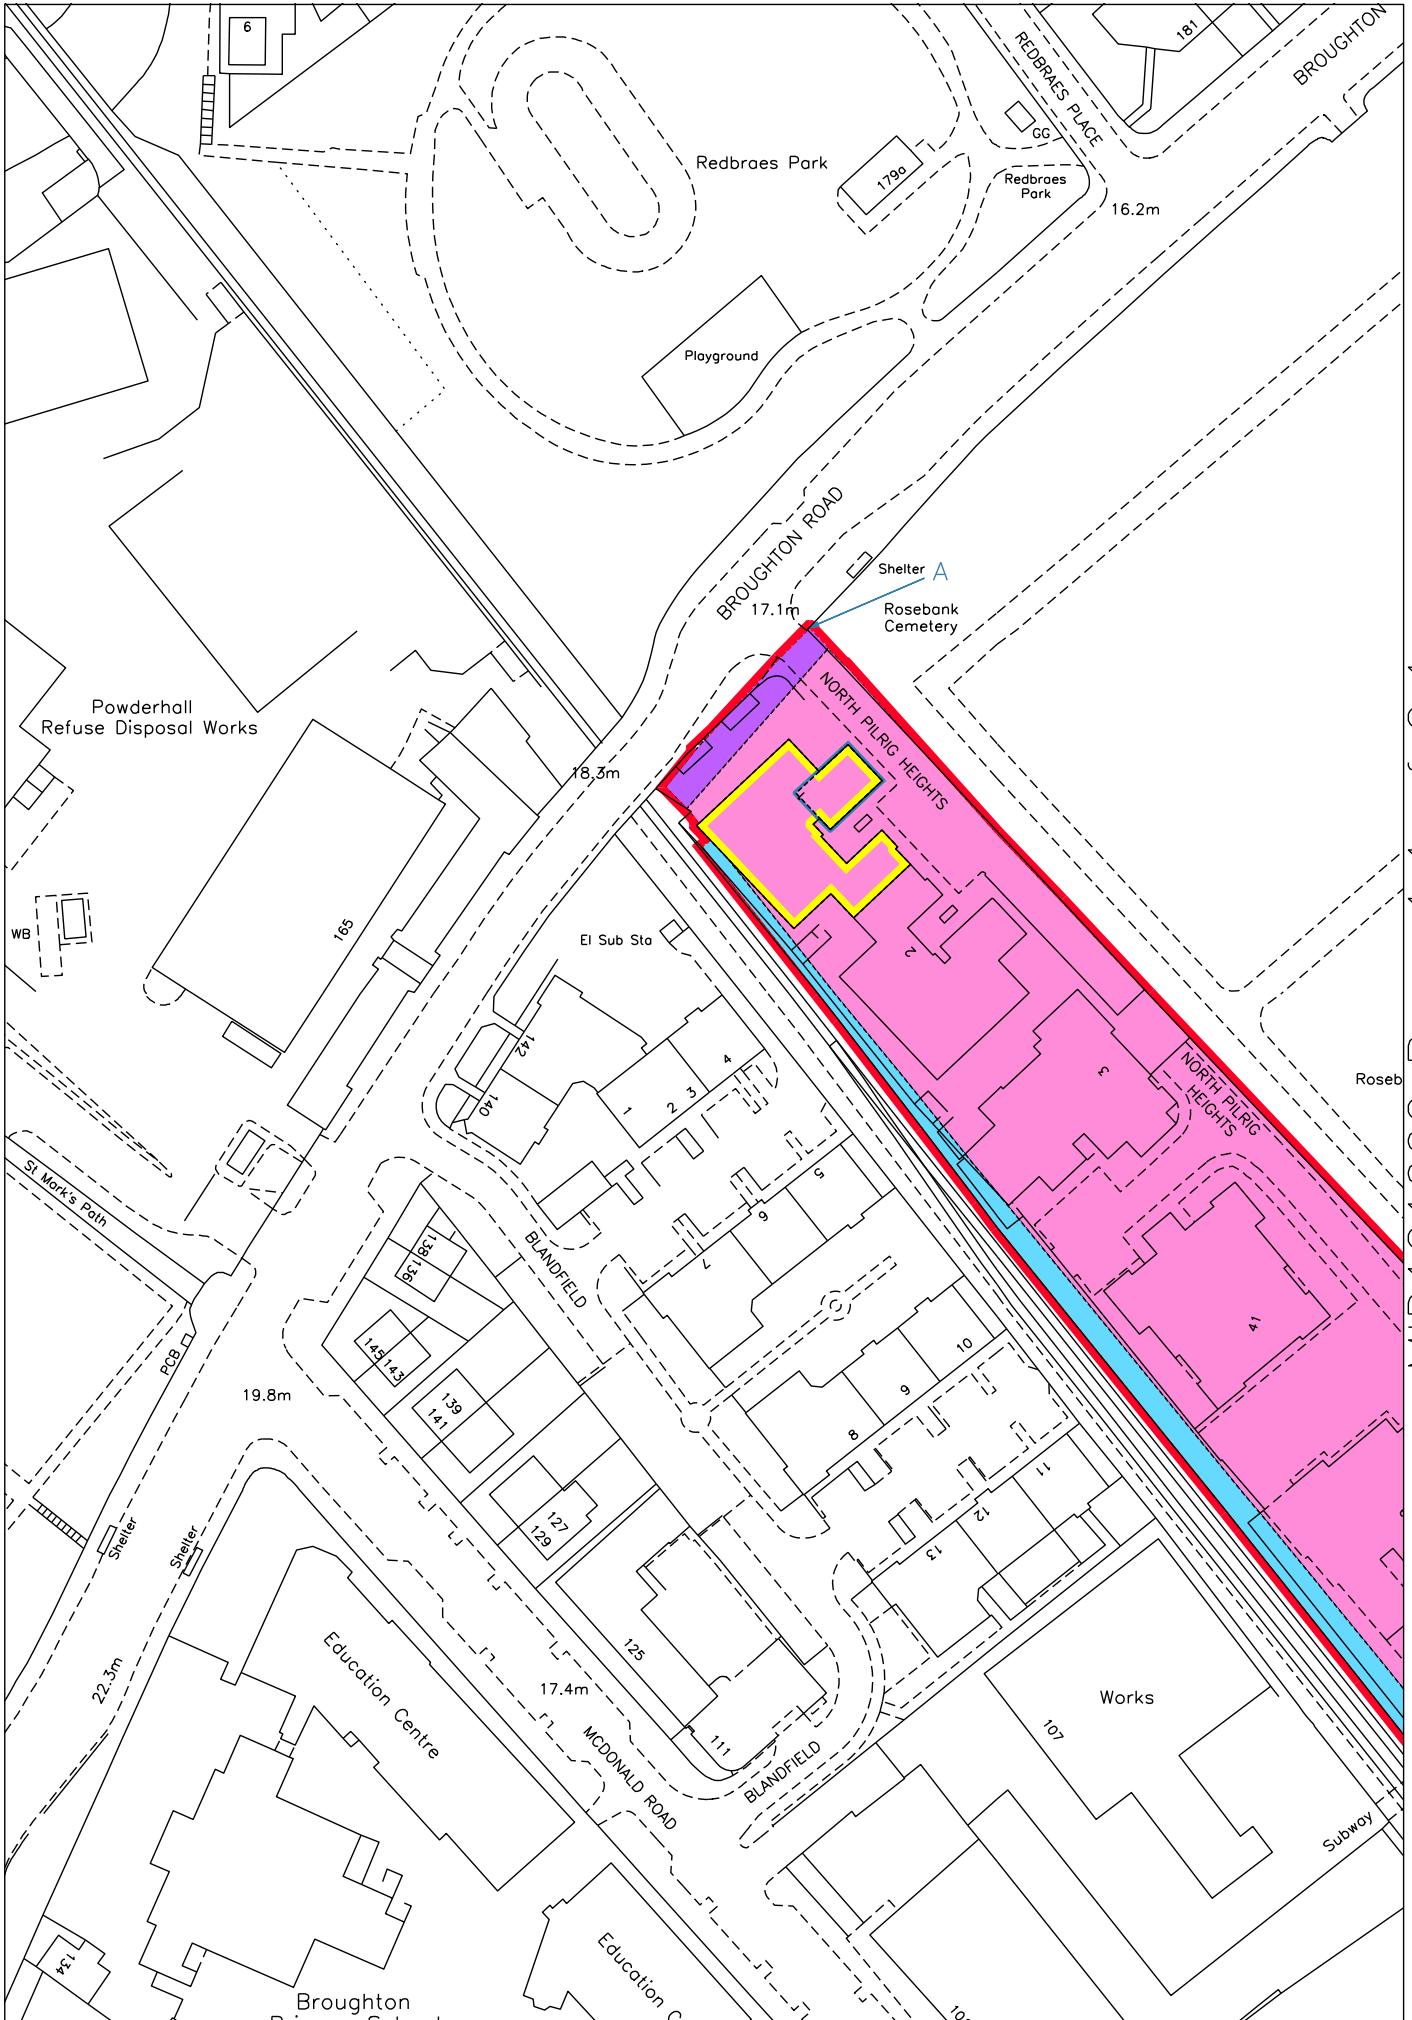 6
181
BROUGHTON
REDBRAES PLACE
GG
Redbraes Park
179a
Redbraes
Park
16.2m
Playground
BROUGHTON ROAD
Shelter
A
17.1m
Rosebank
Cemetery
NORTH PILRIG HEIGHTS
Powderhall
Refuse Disposal Works
18.3m
165
WB
El Sub Sta
2
142
140
4
3
2
1
3
NORTH PILRIG
HEIGHTS
Roseb
St Mark's Path
5
6
7
BLANDFIELD
138
136
145
143
PCB
19.8m
139
141
10
9
8
41
127
129
11
12
13
Shelter
Shelter
125
111
Education Centre
22.3m
17.4m
MCDONALD ROAD
BLANDFIELD
Works
107
Subway
134
Education C
Broughton